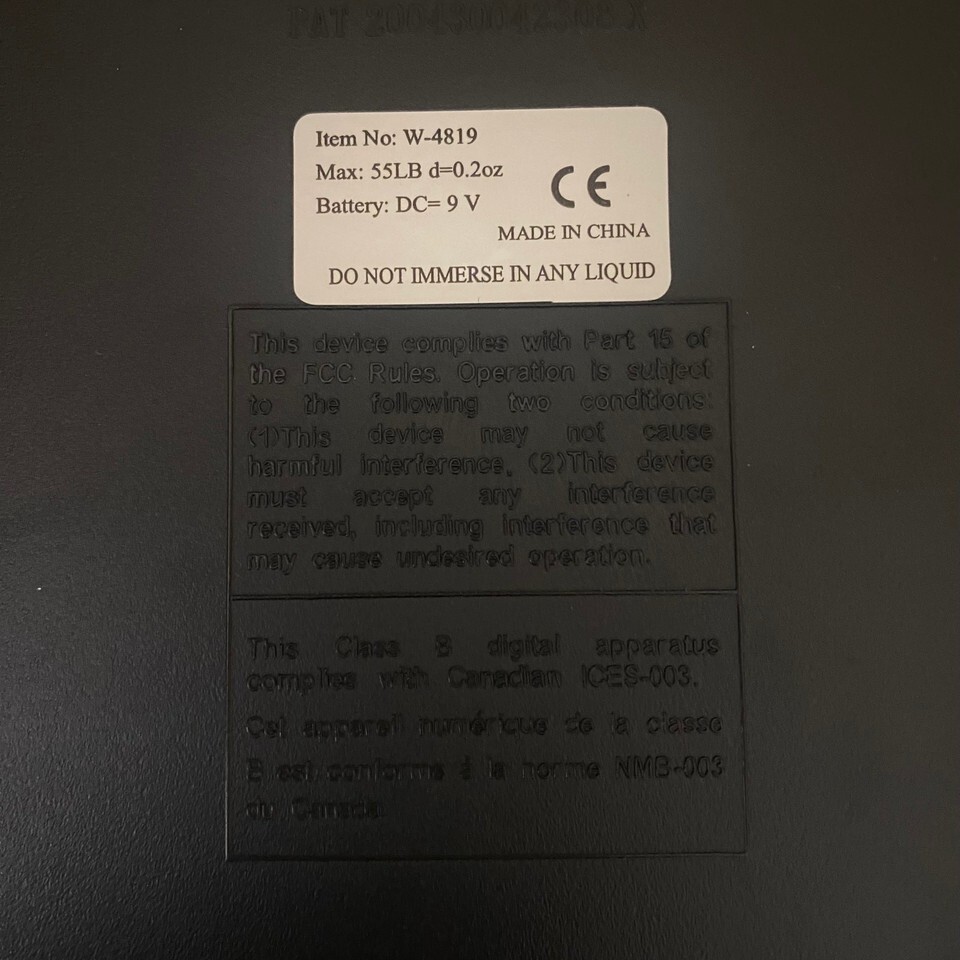 PAT 200430042308.X
Item No: W-4819
Max: 55LB d=0.2oz
Battery: DC= 9 V
CE
MADE IN CHINA
DO NOT IMMERSE IN ANY LIQUID
This device complies with Part 15 of
the FCC Rules. Operation is subject
to the following two conditions:
(1)This device may not cause
harmful interference, (2)This device
must accept any interference
received, including interference that
may cause undesired operation.
This Class B digital apparatus
complies with Canadian ICES-003.
Cet appareil numérique de la classe
B est conforme à la norme NMB-003
du Canada.